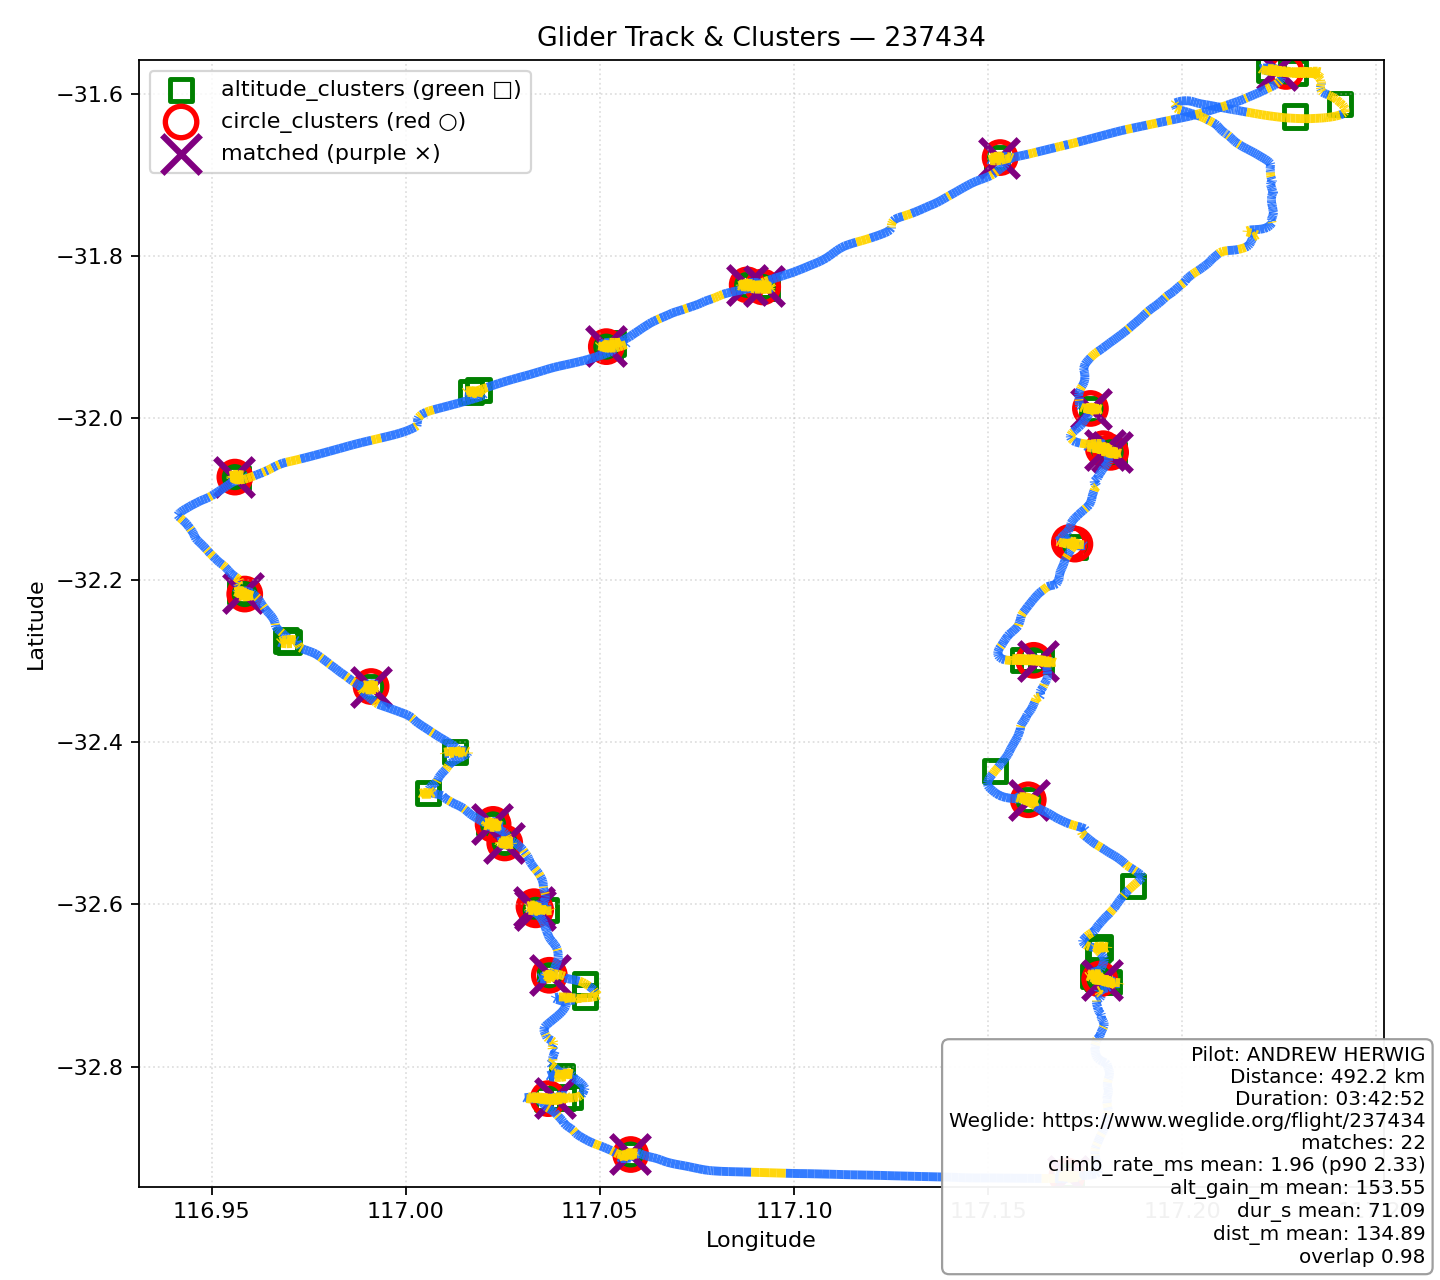 Glider Track & Clusters — 237434
altitude_clusters (green □)
circle_clusters (red ○)
matched (purple ×)
−31.6
−31.8
−32.0
−32.2
−32.4
−32.6
−32.8
Latitude
116.95
117.00
117.05
117.10
117.15
117.20
Longitude
Pilot: ANDREW HERWIG
Distance: 492.2 km
Duration: 03:42:52
Weglide: https://www.weglide.org/flight/237434
matches: 22
climb_rate_ms mean: 1.96 (p90 2.33)
alt_gain_m mean: 153.55
dur_s mean: 71.09
dist_m mean: 134.89
overlap 0.98